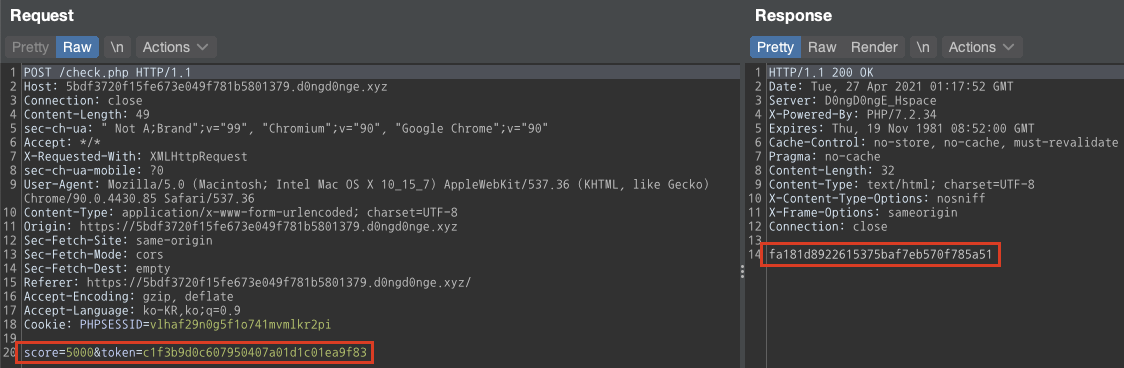 Request
Pretty Raw \n Actions
1 POST /check.php HTTP/1.1
2 Host: 5bdf3720f15fe673e049f781b5801379.d0ngd0nge.xyz
3 Connection: close
4 Content-Length: 49
5 sec-ch-ua: " Not A;Brand";v="99", "Chromium";v="90", "Google Chrome";v="90"
6 Accept: */*
7 X-Requested-With: XMLHttpRequest
8 sec-ch-ua-mobile: ?0
9 User-Agent: Mozilla/5.0 (Macintosh; Intel Mac OS X 10_15_7) AppleWebKit/537.36 (KHTML, like Gecko)
Chrome/90.0.4430.85 Safari/537.36
10 Content-Type: application/x-www-form-urlencoded; charset=UTF-8
11 Origin: https://5bdf3720f15fe673e049f781b5801379.d0ngd0nge.xyz
12 Sec-Fetch-Site: same-origin
13 Sec-Fetch-Mode: cors
14 Sec-Fetch-Dest: empty
15 Referer: https://5bdf3720f15fe673e049f781b5801379.d0ngd0nge.xyz/
16 Accept-Encoding: gzip, deflate
17 Accept-Language: ko-KR,ko;q=0.9
18 Cookie: PHPSESSID=vlhaf29n0g5f1o741mvmlkr2pi
19
20 score=5000&token=c1f3b9d0c607950407a01d1c01ea9f83
Response
Pretty Raw Render \n Actions
1 HTTP/1.1 200 OK
2 Date: Tue, 27 Apr 2021 01:17:52 GMT
3 Server: D0ngD0ngE_Hspace
4 X-Powered-By: PHP/7.2.34
5 Expires: Thu, 19 Nov 1981 08:52:00 GMT
6 Cache-Control: no-store, no-cache, must-revalidate
7 Pragma: no-cache
8 Content-Length: 32
9 Content-Type: text/html; charset=UTF-8
10 X-Content-Type-Options: nosniff
11 X-Frame-Options: sameorigin
12 Connection: close
13
14 fa181d8922615375baf7eb570f785a51